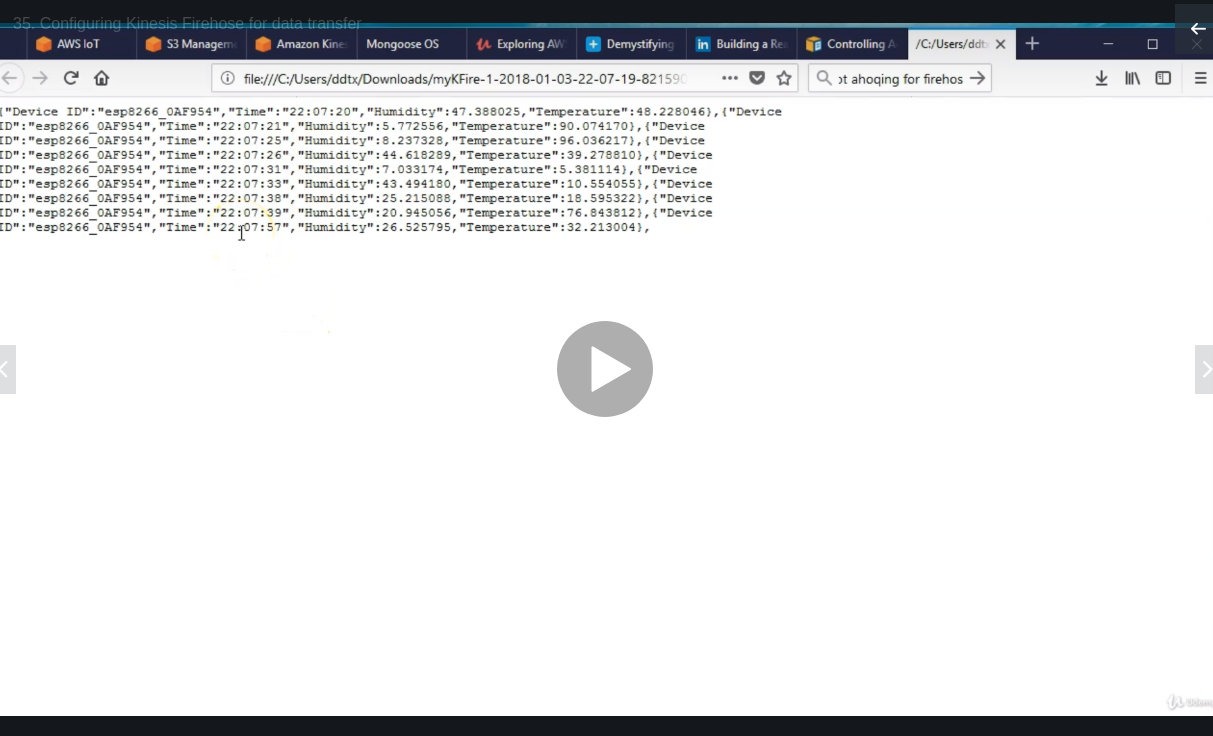 35. Configuring Kinesis Firehose for data transfer
AWS IoT
S3 Managem
Amazon Kine
Mongoose OS
Exploring AW
Demystifying
Building a Re
Controlling A
/C:/Users/ddt
file:///C:/Users/ddtx/Downloads/myKFire-1-2018-01-03-22-07-19-82159
ot ahoqing for firehos
{"Device ID":"esp8266_0AF954","Time":"22:07:20","Humidity":47.388025,"Temperature":48.228046},{"Device
ID":"esp8266_0AF954","Time":"22:07:21","Humidity":5.772556,"Temperature":90.074170},{"Device
ID":"esp8266_0AF954","Time":"22:07:25","Humidity":8.237328,"Temperature":96.036217},{"Device
ID":"esp8266_0AF954","Time":"22:07:26","Humidity":44.618289,"Temperature":39.278810},{"Device
ID":"esp8266_0AF954","Time":"22:07:31","Humidity":7.033174,"Temperature":5.381114},{"Device
ID":"esp8266_0AF954","Time":"22:07:33","Humidity":43.494180,"Temperature":10.554055},{"Device
ID":"esp8266_0AF954","Time":"22:07:38","Humidity":25.215088,"Temperature":18.595322},{"Device
ID":"esp8266_0AF954","Time":"22:07:39","Humidity":20.945056,"Temperature":76.843812},{"Device
ID":"esp8266_0AF954","Time":"22:07:57","Humidity":26.525795,"Temperature":32.213004},